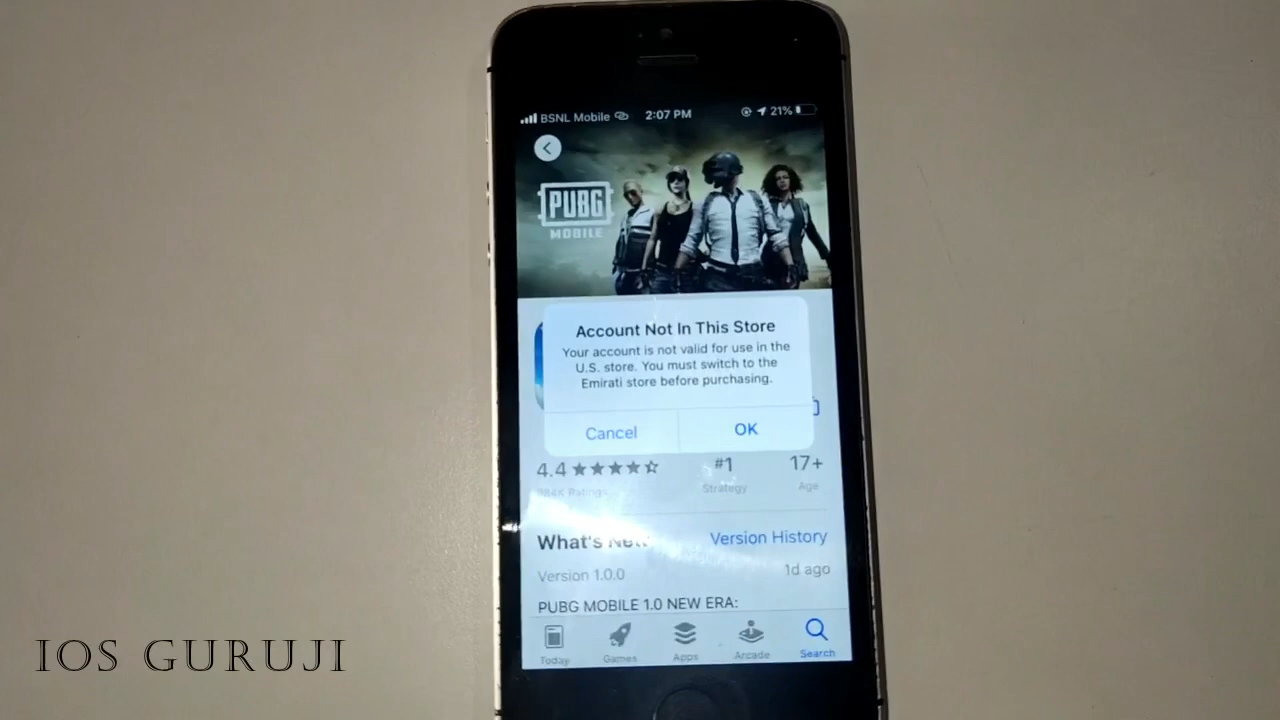 BSNL Mobile 2:07 PM 21%
PUBG
MOBILE
Account Not In This Store
Your account is not valid for use in the
U.S. store. You must switch to the
Emirati store before purchasing.
Cancel OK
4.4 #1 17+
Ratings Strategy Age
What's New Version History
Version 1.0.0 1d ago
PUBG MOBILE 1.0 NEW ERA:
Today Games Apps Arcade Search
IOS GURUJI